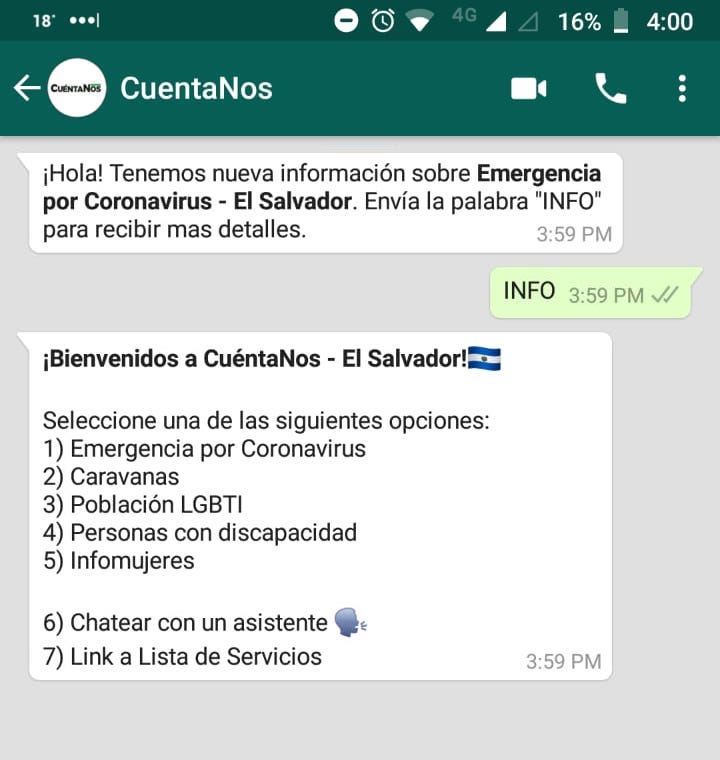 18° 4G 16% 4:00
CUÉNTANOS CuentaNos
¡Hola! Tenemos nueva información sobre Emergencia
por Coronavirus - El Salvador. Envía la palabra "INFO"
para recibir mas detalles. 3:59 PM
INFO 3:59 PM
¡Bienvenidos a CuéntaNos - El Salvador!🇸🇻
Seleccione una de las siguientes opciones:
1) Emergencia por Coronavirus
2) Caravanas
3) Población LGBTI
4) Personas con discapacidad
5) Infomujeres
6) Chatear con un asistente 🗣
7) Link a Lista de Servicios 3:59 PM